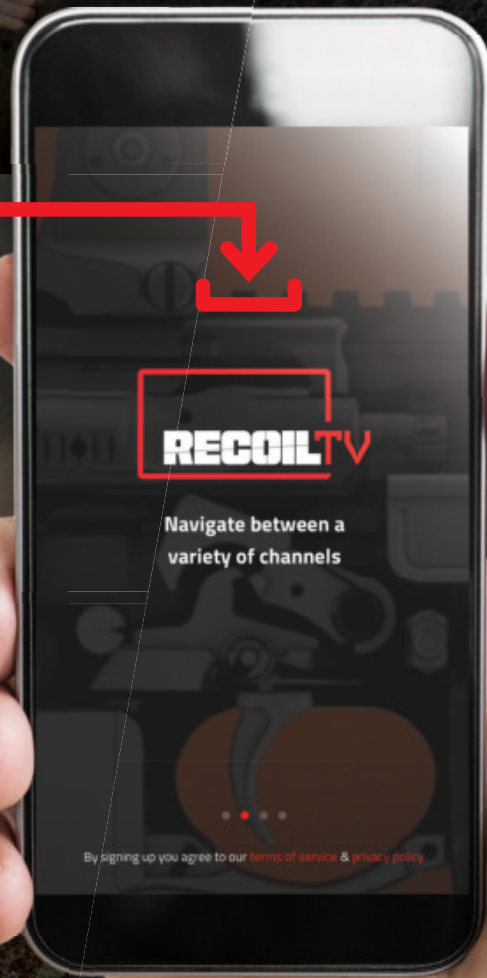 RECOILTV
Navigate between a
variety of channels
By signing up you agree to our terms of service & privacy policy